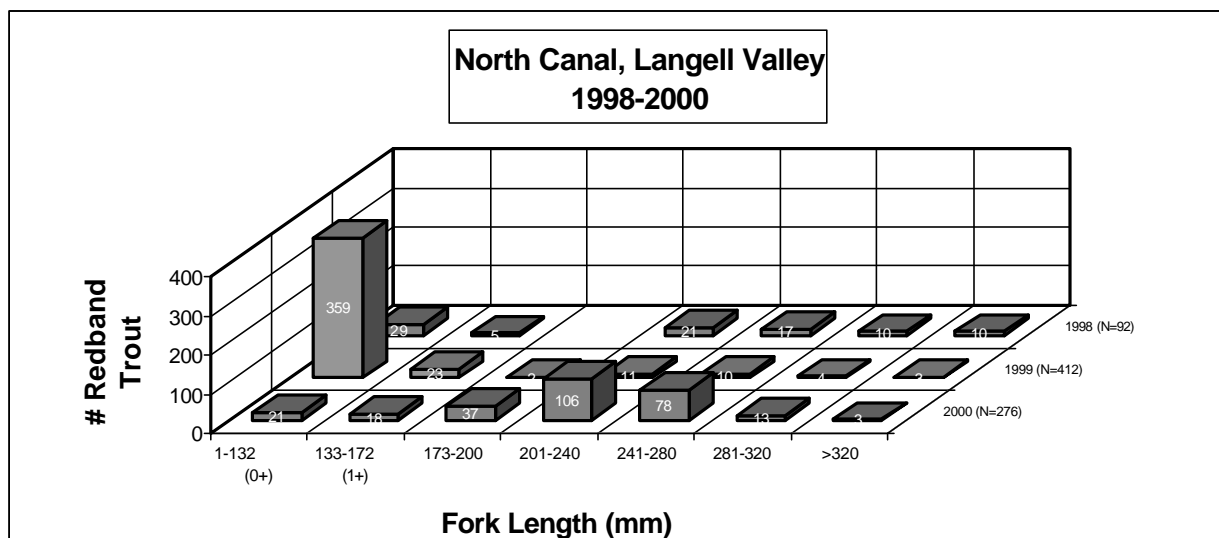 North Canal, Langell Valley
1998-2000
400
300
200
100
0
# Redband
Trout
29 5 21 17 10 10
1998 (N=92)
359 23 2 11 10 4 3
1999 (N=412)
21 18 37 106 78 13 3
2000 (N=276)
1-132 133-172 173-200 201-240 241-280 281-320 >320
(0+) (1+)
Fork Length (mm)